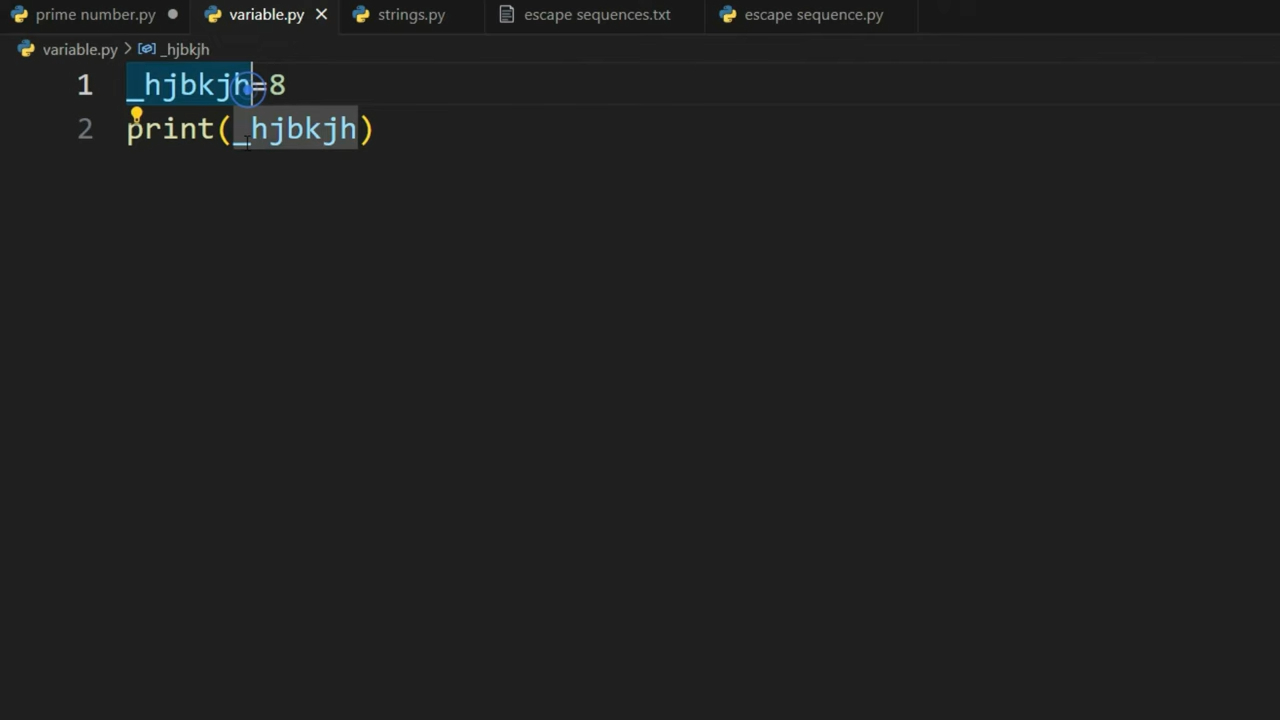 prime number.py variable.py strings.py escape sequences.txt escape sequence.py
variable.py _hjbkjh
1 _hjbkjh=8
2 print(_hjbkjh)